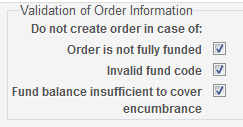 Validation of Order Information
Do not create order in case of:
Order is not fully funded
Invalid fund code
Fund balance insufficient to cover
encumbrance